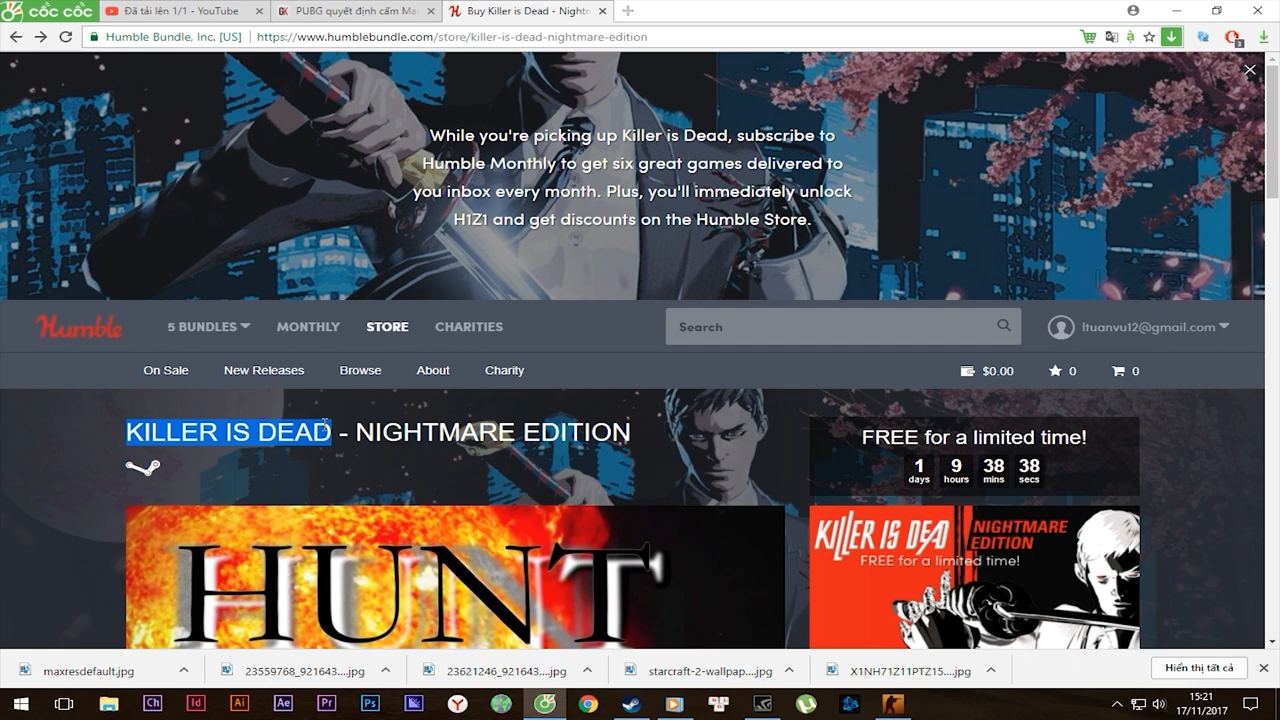 cốc cốc
Đã tải lên 1/1 - YouTube
GK
PUBG quyết định cấm Ma
Buy Killer is Dead - Nightm
Humble Bundle, Inc. [US]
https://www.humblebundle.com/store/killer-is-dead-nightmare-edition
While you're picking up Killer is Dead, subscribe to
Humble Monthly to get six great games delivered to
you inbox every month. Plus, you'll immediately unlock
H1Z1 and get discounts on the Humble Store.
Humble
5 BUNDLES
MONTHLY
STORE
CHARITIES
Search
ltuanvu12@gmail.com
On Sale
New Releases
Browse
About
Charity
$0.00
0
0
KILLER IS DEAD - NIGHTMARE EDITION
FREE for a limited time!
1 9 38 38
days hours mins secs
HUNT
KILLER IS DEAD
NIGHTMARE
EDITION
FREE for a limited time!
maxresdefault.jpg
23559768_921643....jpg
23621246_921643....jpg
starcraft-2-wallpap....jpg
X1NH71Z11PTZ15....jpg
Hiển thị tất cả
Ch
Id
Ai
Ae
Pr
Ps
15:21
17/11/2017